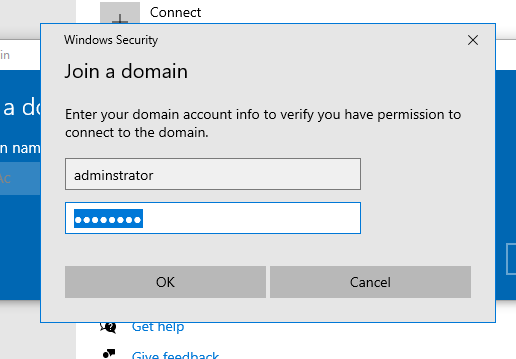 Connect
Windows Security
in
Join a domain
a do
Enter your domain account info to verify you have permission to
connect to the domain.
n nam
adminstrator
●●●●●●●●
OK
Cancel
Get help
Give feedback